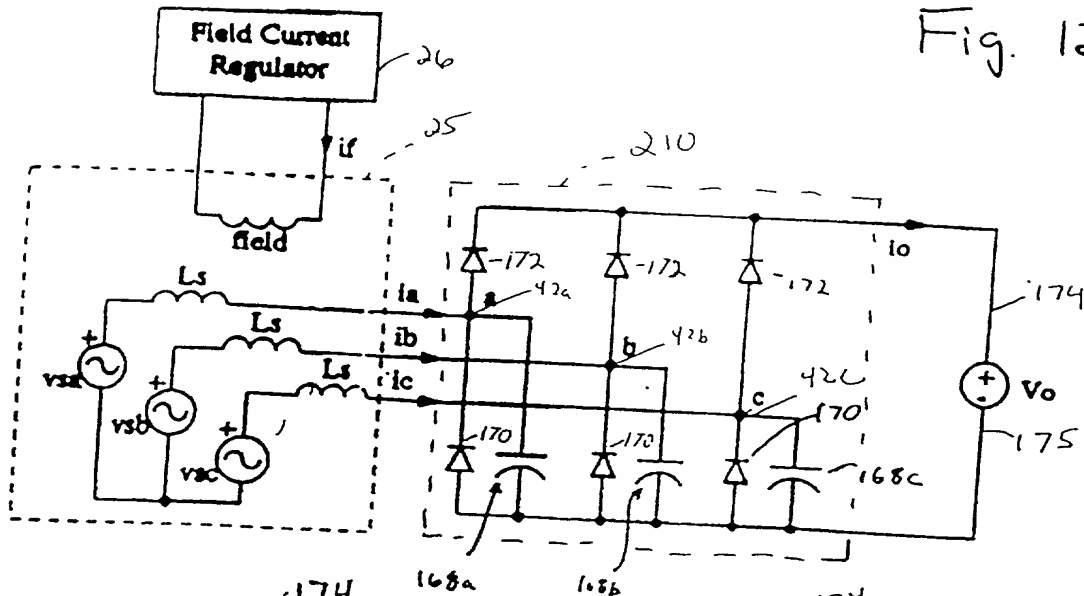 Fig. 12
Field Current
Regulator
26
25
if
210
field
io
172
172
172
Ls
ia
a
42a
174
Ls
ib
b
42b
+
vsa
Ls
ic
c
42c
+
-
Vo
+
vsb
170
170
170
175
+
vsc
168c
168a
168b
174